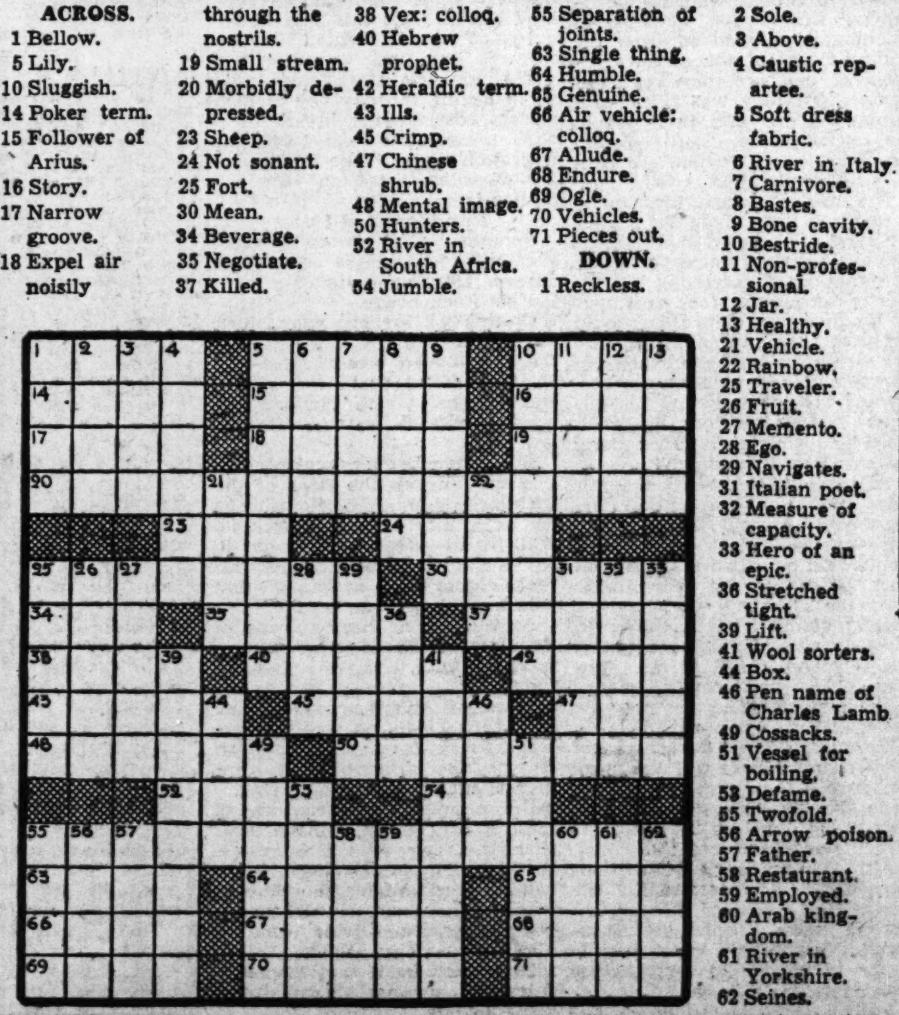 ACROSS.
1 Bellow.
5 Lily.
10 Sluggish.
14 Poker term.
15 Follower of
Arius.
16 Story.
17 Narrow
groove.
18 Expel air
noisily
through the
nostrils.
19 Small stream.
20 Morbidly de-
pressed.
23 Sheep.
24 Not sonant.
25 Fort.
30 Mean.
34 Beverage.
35 Negotiate.
37 Killed.
38 Vex: colloq.
40 Hebrew
prophet.
42 Heraldic term.
43 Ills.
45 Crimp.
47 Chinese
shrub.
48 Mental image.
50 Hunters.
52 River in
South Africa.
54 Jumble.
55 Separation of
joints.
63 Single thing.
64 Humble.
65 Genuine.
66 Air vehicle:
colloq.
67 Allude.
68 Endure.
69 Ogle.
70 Vehicles.
71 Pieces out.
DOWN.
1 Reckless.
2 Sole.
3 Above.
4 Caustic rep-
artee.
5 Soft dress
fabric.
6 River in Italy.
7 Carnivore.
8 Bastes.
9 Bone cavity.
10 Bestride.
11 Non-profes-
sional.
12 Jar.
13 Healthy.
21 Vehicle.
22 Rainbow.
25 Traveler.
26 Fruit.
27 Memento.
28 Ego.
29 Navigates.
31 Italian poet.
32 Measure of
capacity.
33 Hero of an
epic.
36 Stretched
tight.
39 Lift.
41 Wool sorters.
44 Box.
46 Pen name of
Charles Lamb
49 Cossacks.
51 Vessel for
boiling.
53 Defame.
55 Twofold.
56 Arrow poison.
57 Father.
58 Restaurant.
59 Employed.
60 Arab king-
dom.
61 River in
Yorkshire.
62 Seines.
1 2 3 4 5 6 7 8 9 10 11 12 13
14 15 16
17 18 19
20 21 22
23 24
25 26 27 28 29 30 31 32 33
34 35 36 37
38 39 40 41 42
43 44 45 46 47
48 49 50 51
52 53 54
55 56 57 58 59 60 61 62
63 64 65
66 67 68
69 70 71